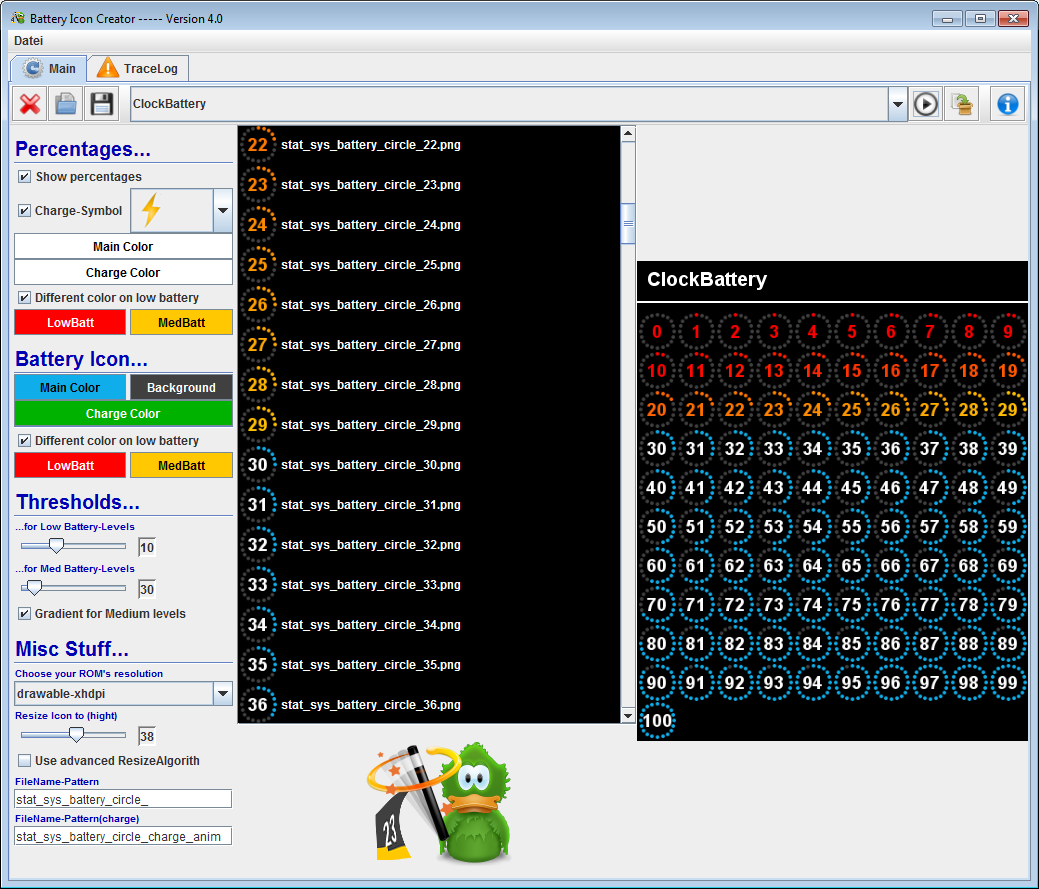 Battery Icon Creator ----- Version 4.0
Datei
Main
TraceLog
ClockBattery
Percentages...
Show percentages
Charge-Symbol
Main Color
Charge Color
Different color on low battery
LowBatt MedBatt
Battery Icon...
Main Color Background
Charge Color
Different color on low battery
LowBatt MedBatt
Thresholds...
...for Low Battery-Levels
10
...for Med Battery-Levels
30
Gradient for Medium levels
Misc Stuff...
Choose your ROM's resolution
drawable-xhdpi
Resize Icon to (hight)
38
Use advanced ResizeAlgorith
FileName-Pattern
stat_sys_battery_circle_
FileName-Pattern(charge)
stat_sys_battery_circle_charge_anim
22 stat_sys_battery_circle_22.png
23 stat_sys_battery_circle_23.png
24 stat_sys_battery_circle_24.png
25 stat_sys_battery_circle_25.png
26 stat_sys_battery_circle_26.png
27 stat_sys_battery_circle_27.png
28 stat_sys_battery_circle_28.png
29 stat_sys_battery_circle_29.png
30 stat_sys_battery_circle_30.png
31 stat_sys_battery_circle_31.png
32 stat_sys_battery_circle_32.png
33 stat_sys_battery_circle_33.png
34 stat_sys_battery_circle_34.png
35 stat_sys_battery_circle_35.png
36 stat_sys_battery_circle_36.png
23
ClockBattery
0 1 2 3 4 5 6 7 8 9
10 11 12 13 14 15 16 17 18 19
20 21 22 23 24 25 26 27 28 29
30 31 32 33 34 35 36 37 38 39
40 41 42 43 44 45 46 47 48 49
50 51 52 53 54 55 56 57 58 59
60 61 62 63 64 65 66 67 68 69
70 71 72 73 74 75 76 77 78 79
80 81 82 83 84 85 86 87 88 89
90 91 92 93 94 95 96 97 98 99
100